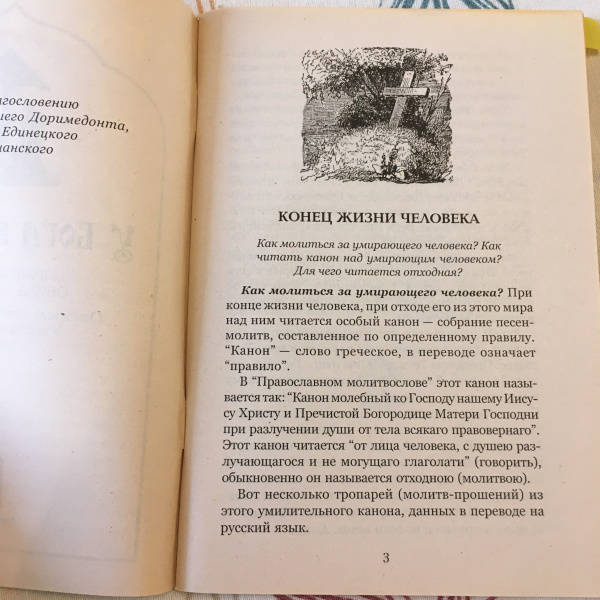 агословению
его Доримедонта,
Единецкого
анского
КОНЕЦ ЖИЗНИ ЧЕЛОВЕКА
Как молиться за умирающего человека? Как
читать канон над умирающим человеком?
Для чего читается отходная?
Как молиться за умирающего человека? При
конце жизни человека, при отходе его из этого мира
над ним читается особый канон — собрание песен-
молитв, составленное по определенному правилу.
“Канон” — слово греческое, в переводе означает
“правило”.
В “Православном молитвослове” этот канон назы-
вается так: “Канон молебный ко Господу нашему Иису-
су Христу и Пречистой Богородице Матери Господни
при разлучении души от тела всякаго правовернаго”.
Этот канон читается “от лица человека, с душею раз-
лучающагося и не могущаго глаголати” (говорить),
обыкновенно он называется отходною (молитвою).
Вот несколько тропарей (молитв-прошений) из
этого умилительного канона, данных в переводе на
русский язык.
3